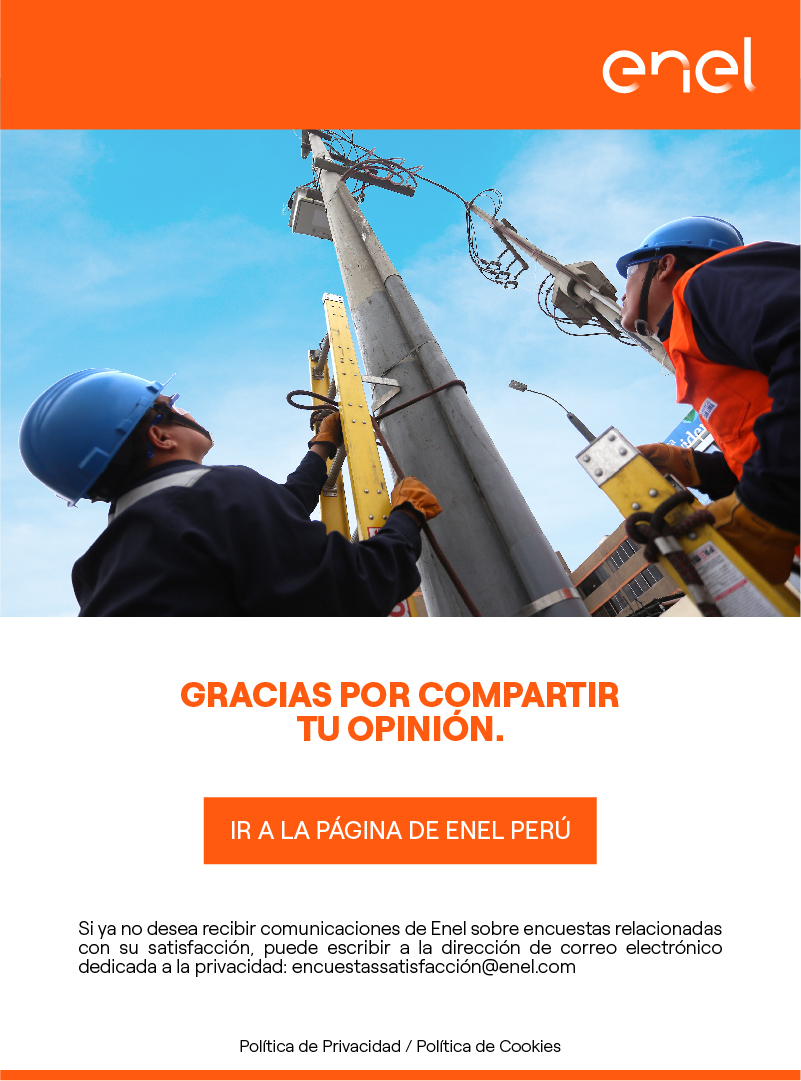 enel
GRACIAS POR COMPARTIR
TU OPINIÓN.
IR A LA PÁGINA DE ENEL PERÚ
Si ya no desea recibir comunicaciones de Enel sobre encuestas relacionadas
con su satisfacción, puede escribir a la dirección de correo electrónico
dedicada a la privacidad: encuestassatisfacción@enel.com
Política de Privacidad / Política de Cookies